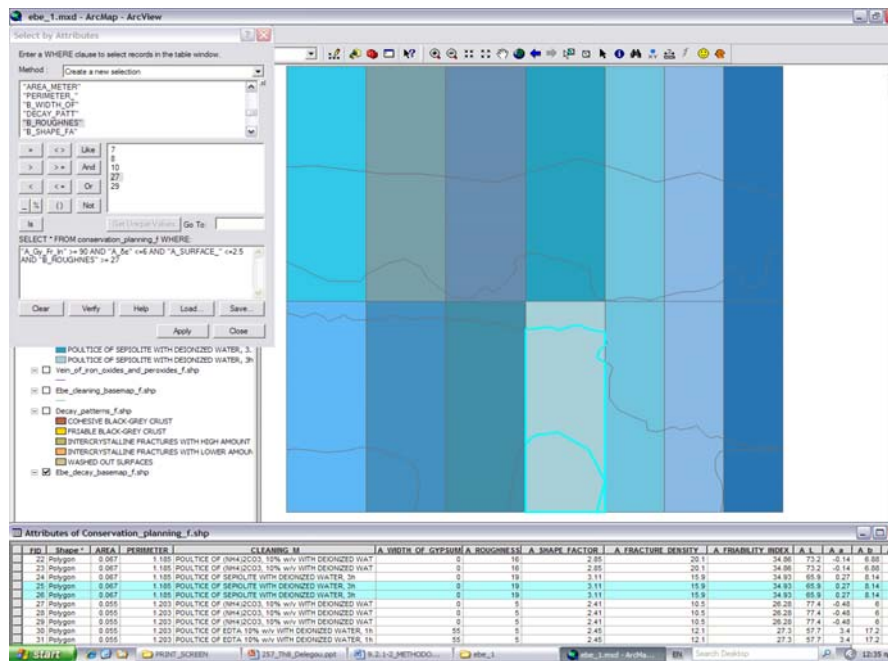 ebe_1.mxd - ArcMap - ArcView
Select by Attributes
Enter a WHERE clause to select records in the table window.
Method : Create a new selection
"AREA_METER"
"PERIMETER_"
"B_WIDTH_OF"
"DECAY_PATT"
"B_ROUGHNES"
"B_SHAPE_FA"
= < > Like
> > = And
< < = Or
_ % ( ) Not
Is
7
8
10
27
29
Get Unique Values Go To:
SELECT * FROM conservation_planning_f WHERE:
"A_Gy_Fr_In" >= 90 AND "A_δe" <=6 AND "A_SURFACE_" <=2.5
AND "B_ROUGHNES" >= 27
Clear Verify Help Load... Save...
Apply Close
POULTICE OF SEPIOLITE WITH DEIONIZED WATER, 3.
POULTICE OF SEPIOLITE WITH DEIONIZED WATER, 3h
Vein_of_iron_oxides_and_peroxides_f.shp
Ebe_cleaning_basemap_f.shp
Decay_patterns_f.shp
COHESIVE BLACK-GREY CRUST
FRIABLE BLACK-GREY CRUST
INTERCRYSTALLINE FRACTURES WITH HIGH AMOUNT
INTERCRYSTALLINE FRACTURES WITH LOWER AMOUN
WASHED OUT SURFACES
Ebe_decay_basemap_f.shp
Attributes of Conservation_planning_f.shp
FID Shape * AREA PERIMETER CLEANING_M A_WIDTH OF GYPSUM A_ROUGHNESS A_SHAPE FACTOR A_FRACTURE DENSITY A_FRIABILITY INDEX A_L A_a A_b
22 Polygon 0.067 1.185 POULTICE OF (NH4)2CO3, 10% w/v WITH DEIONIZED WAT 0 16 2.85 20.1 34.86 73.2 -0.14 6.88
23 Polygon 0.067 1.185 POULTICE OF (NH4)2CO3, 10% w/v WITH DEIONIZED WAT 0 16 2.85 20.1 34.86 73.2 -0.14 6.88
24 Polygon 0.067 1.185 POULTICE OF SEPIOLITE WITH DEIONIZED WATER, 3h 0 19 3.11 15.9 34.93 65.9 0.27 8.14
25 Polygon 0.067 1.185 POULTICE OF SEPIOLITE WITH DEIONIZED WATER, 3h 0 19 3.11 15.9 34.93 65.9 0.27 8.14
26 Polygon 0.067 1.185 POULTICE OF SEPIOLITE WITH DEIONIZED WATER, 3h 0 19 3.11 15.9 34.93 65.9 0.27 8.14
27 Polygon 0.055 1.203 POULTICE OF (NH4)2CO3, 10% w/v WITH DEIONIZED WAT 0 5 2.41 10.5 26.28 77.4 -0.48 6
28 Polygon 0.055 1.203 POULTICE OF (NH4)2CO3, 10% w/v WITH DEIONIZED WAT 0 5 2.41 10.5 26.28 77.4 -0.48 6
29 Polygon 0.055 1.203 POULTICE OF (NH4)2CO3, 10% w/v WITH DEIONIZED WAT 0 5 2.41 10.5 26.28 77.4 -0.48 6
30 Polygon 0.055 1.203 POULTICE OF EDTA 10% w/v WITH DEIONIZED WATER, 1h 55 5 2.45 12.1 27.3 57.7 3.4 17.2
31 Polygon 0.055 1.203 POULTICE OF EDTA 10% w/v WITH DEIONIZED WATER, 1h 55 5 2.45 12.1 27.3 57.7 3.4 17.2
start PRINT_SCREEN 257_Th8_Delegou.ppt 9.2.1-2_METHODO... ebe_1 ebe_1.mxd - ArcMa... EN Search Desktop 12:35